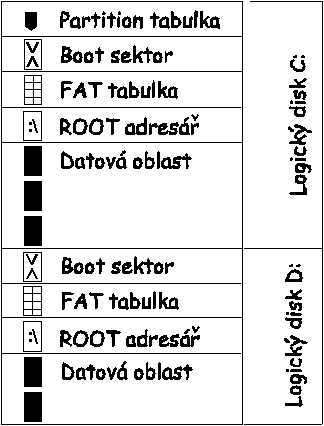 Partition tabulka
Boot sektor
FAT tabulka
:\ ROOT adresář
Datová oblast
Logický disk C:
Boot sektor
FAT tabulka
:\ ROOT adresář
Datová oblast
Logický disk D: